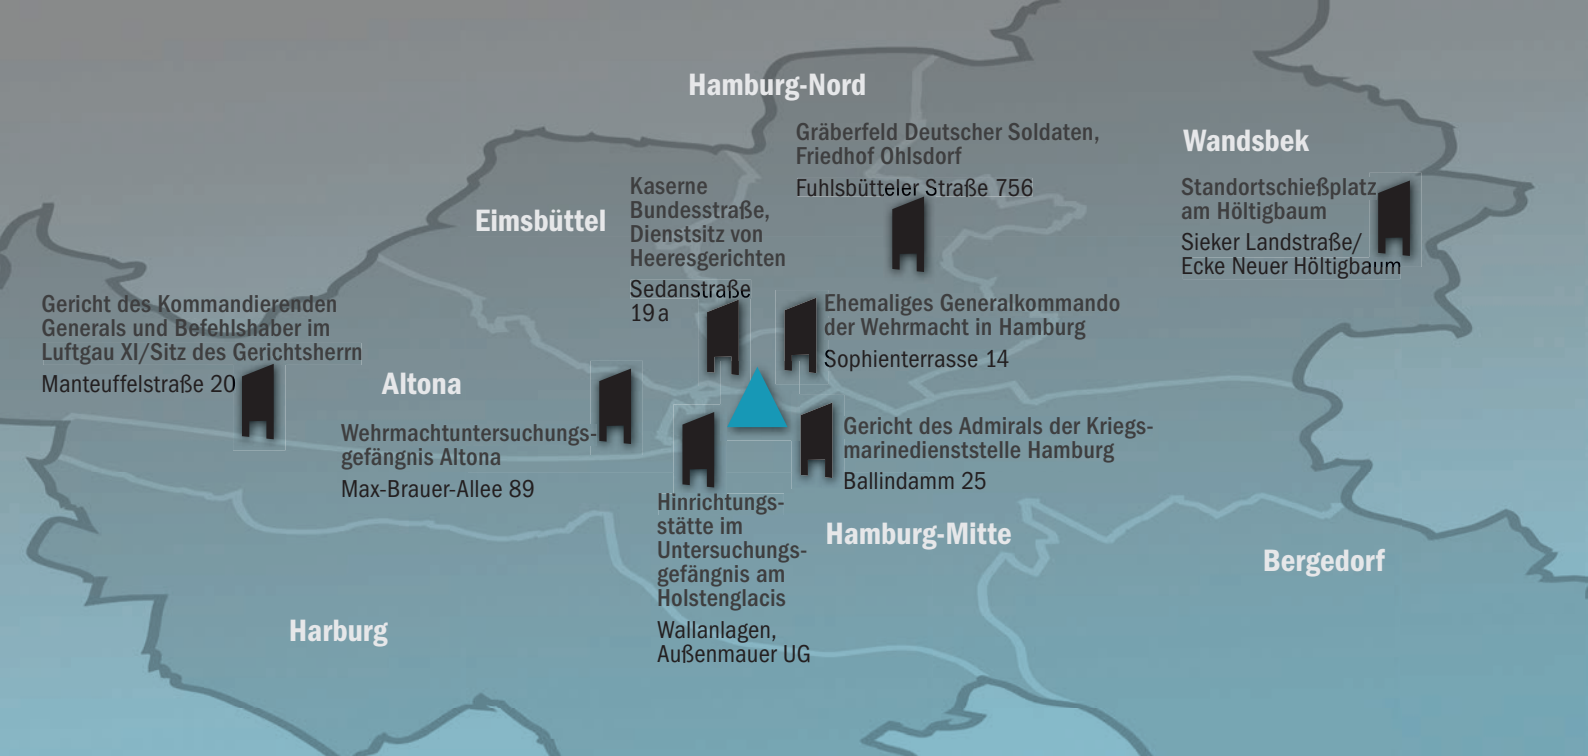 Hamburg-Nord
Gräberfeld Deutscher Soldaten,
Friedhof Ohlsdorf
Fuhlsbütteler Straße 756
Wandsbek
Standortschießplatz
am Höltigbaum
Sieker Landstraße/
Ecke Neuer Höltigbaum
Eimsbüttel
Kaserne
Bundesstraße,
Dienstsitz von
Heeresgerichten
Sedanstraße
19 a
Gericht des Kommandierenden
Generals und Befehlshaber im
Luftgau XI/Sitz des Gerichtsherrn
Manteuffelstraße 20
Ehemaliges Generalkommando
der Wehrmacht in Hamburg
Sophienterrasse 14
Altona
Wehrmachtuntersuchungs-
gefängnis Altona
Max-Brauer-Allee 89
Gericht des Admirals der Kriegs-
marinedienststelle Hamburg
Ballindamm 25
Hinrichtungs-
stätte im
Untersuchungs-
gefängnis am
Holstenglacis
Wallanlagen,
Außenmauer UG
Hamburg-Mitte
Bergedorf
Harburg